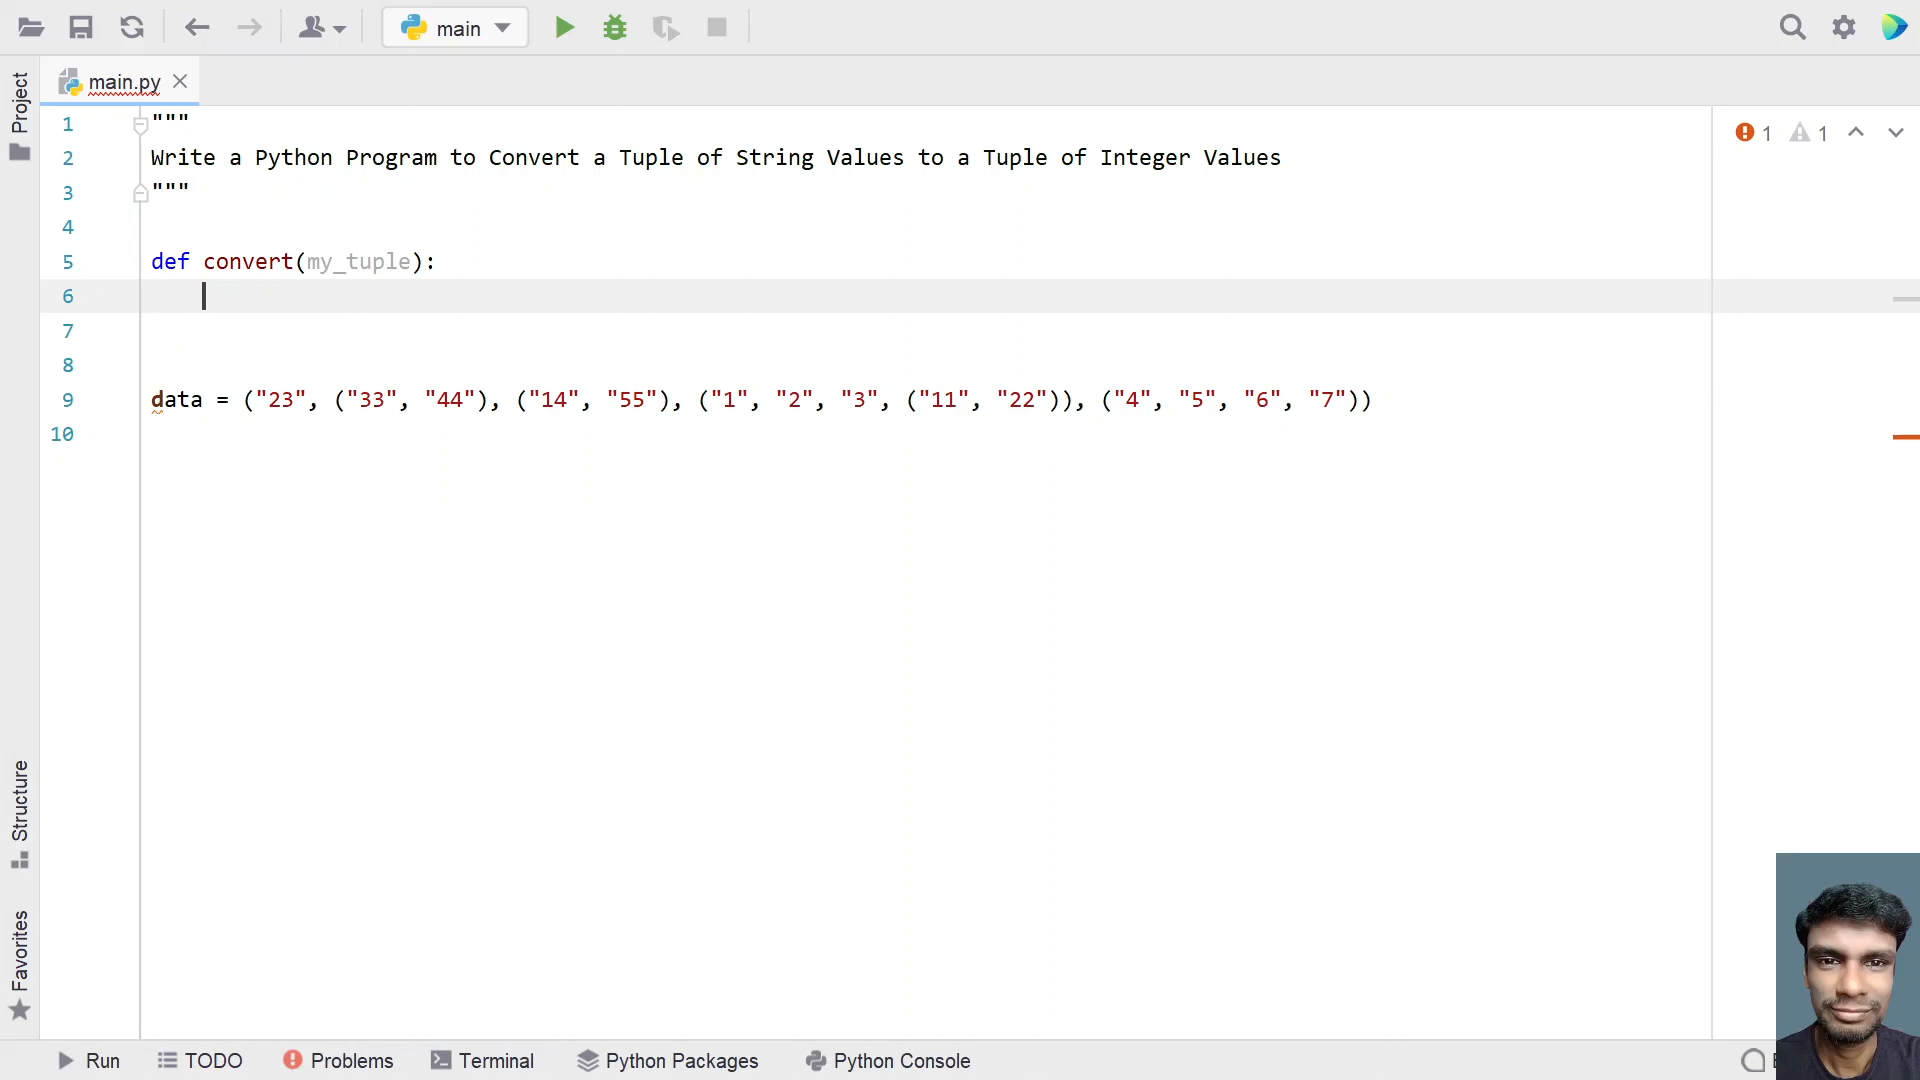 main
Project
main.py
1 1
1 """
2 Write a Python Program to Convert a Tuple of String Values to a Tuple of Integer Values
3 """
4
5 def convert(my_tuple):
6
7
8
9 data = ("23", ("33", "44"), ("14", "55"), ("1", "2", "3", ("11", "22")), ("4", "5", "6", "7"))
10
Structure
Favorites
Run TODO Problems Terminal Python Packages Python Console